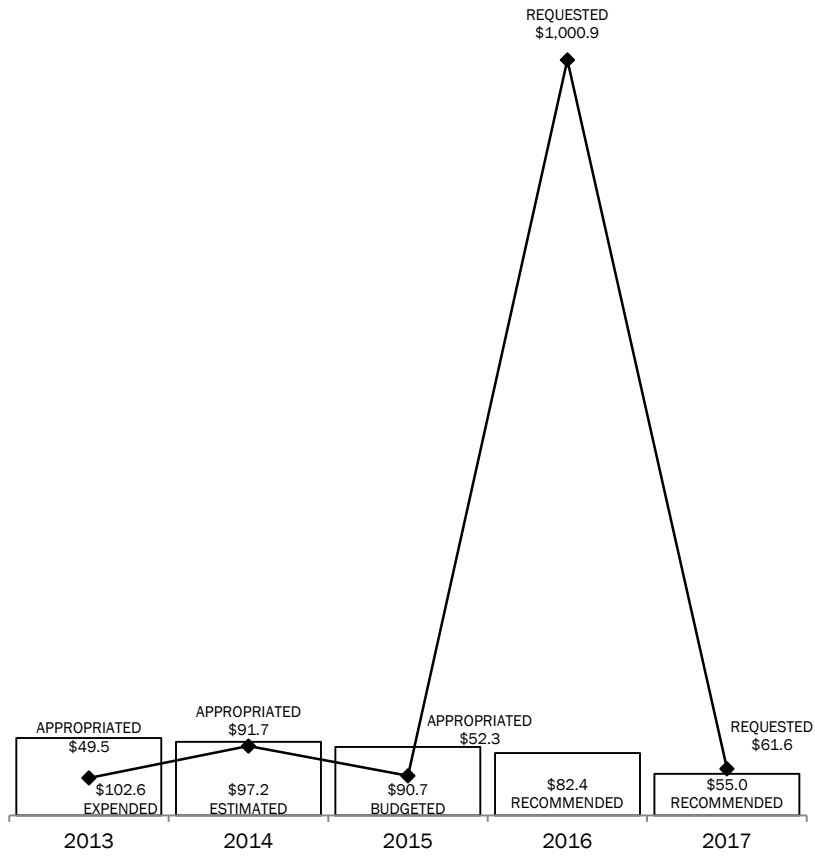 REQUESTED
$1,000.9
APPROPRIATED
$49.5
APPROPRIATED
$91.7
APPROPRIATED
$52.3
REQUESTED
$61.6
$102.6
EXPENDED
$97.2
ESTIMATED
$90.7
BUDGETED
$82.4
RECOMMENDED
$55.0
RECOMMENDED
2013
2014
2015
2016
2017